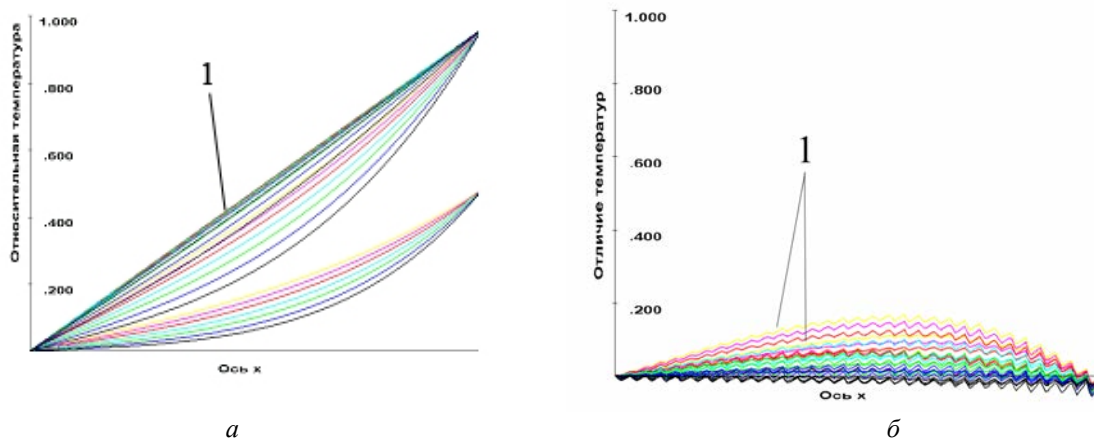 1.000
.800
.600
.400
.200
Относительная температура
1
Ось x
а
1.000
.800
.600
.400
.200
Отличие температур
1
Ось x
б